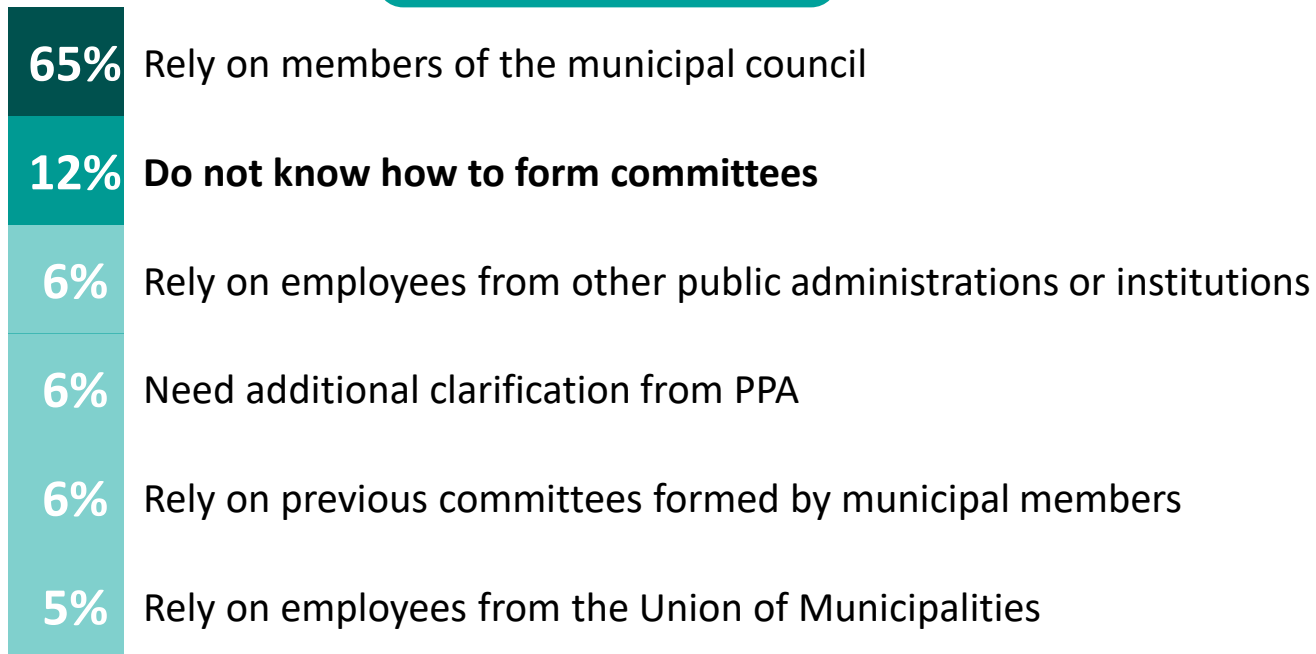 65% Rely on members of the municipal council
12% Do not know how to form committees
6% Rely on employees from other public administrations or institutions
6% Need additional clarification from PPA
6% Rely on previous committees formed by municipal members
5% Rely on employees from the Union of Municipalities